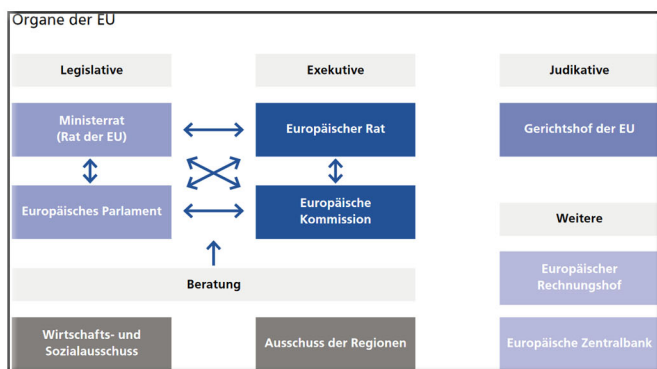 Organe der EU
Legislative
Exekutive
Judikative
Ministerrat
(Rat der EU)
Europäischer Rat
Gerichtshof der EU
Europäisches Parlament
Europäische
Kommission
Weitere
Beratung
Europäischer
Rechnungshof
Wirtschafts- und
Sozialausschuss
Ausschuss der Regionen
Europäische Zentralbank